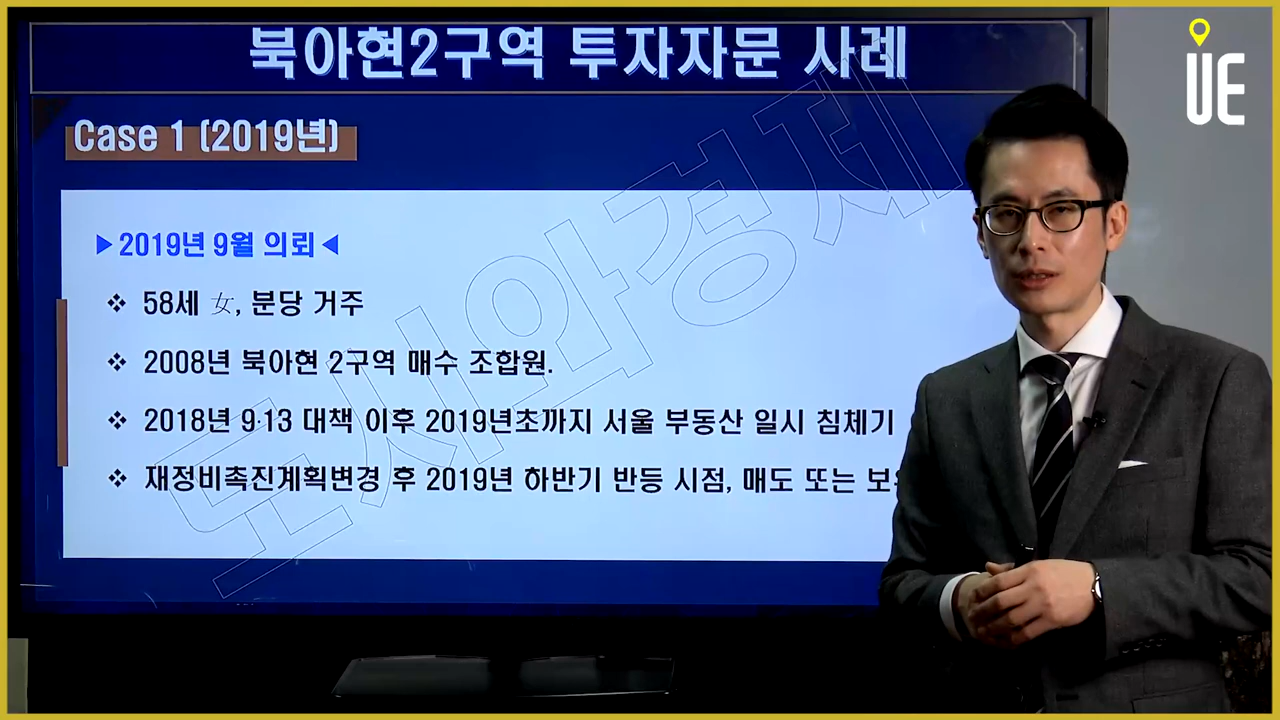 북아현2구역 투자자문 사례
UE
Case 1 (2019년)
▶2019년 9월 의뢰◀
❖ 58세 女, 분당 거주
❖ 2008년 북아현 2구역 매수 조합원.
❖ 2018년 9·13 대책 이후 2019년초까지 서울 부동산 일시 침체기
❖ 재정비촉진계획변경 후 2019년 하반기 반등 시점, 매도 또는
도시와경제